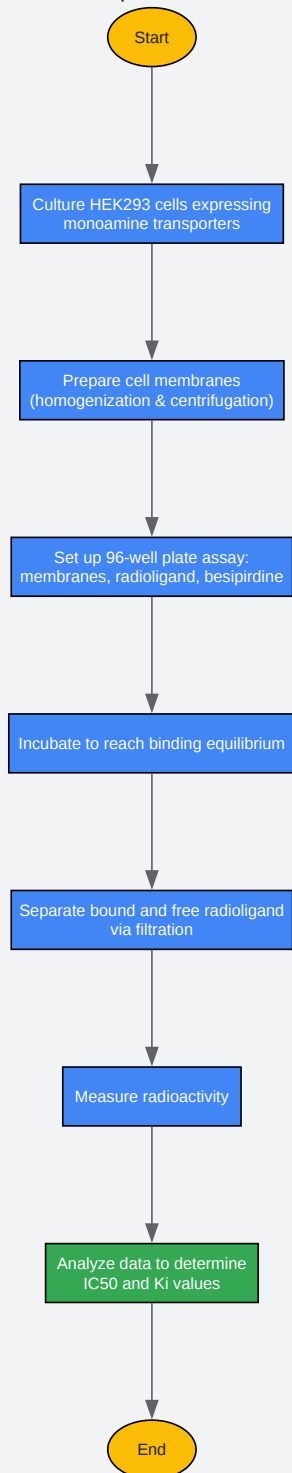 Start
Culture HEK293 cells expressing
monoamine transporters
Prepare cell membranes
(homogenization & centrifugation)
Set up 96-well plate assay:
membranes, radioligand, besipirdine
Incubate to reach binding equilibrium
Separate bound and free radioligand
via filtration
Measure radioactivity
Analyze data to determine
IC50 and Ki values
End